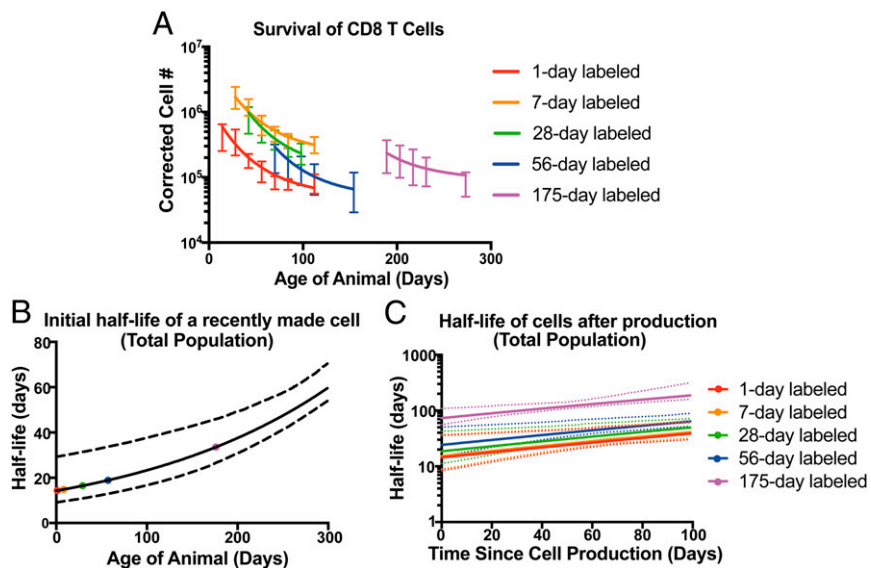 A
Survival of CD8 T Cells
Corrected Cell #
10^7
10^6
10^5
10^4
0
100
200
300
Age of Animal (Days)
1-day labeled
7-day labeled
28-day labeled
56-day labeled
175-day labeled
B
Initial half-life of a recently made cell
(Total Population)
Half-life (days)
80
60
40
20
0
0
100
200
300
Age of Animal (Days)
C
Half-life of cells after production
(Total Population)
Half-life (days)
1000
100
10
1
0
20
40
60
80
100
Time Since Cell Production (Days)
1-day labeled
7-day labeled
28-day labeled
56-day labeled
175-day labeled